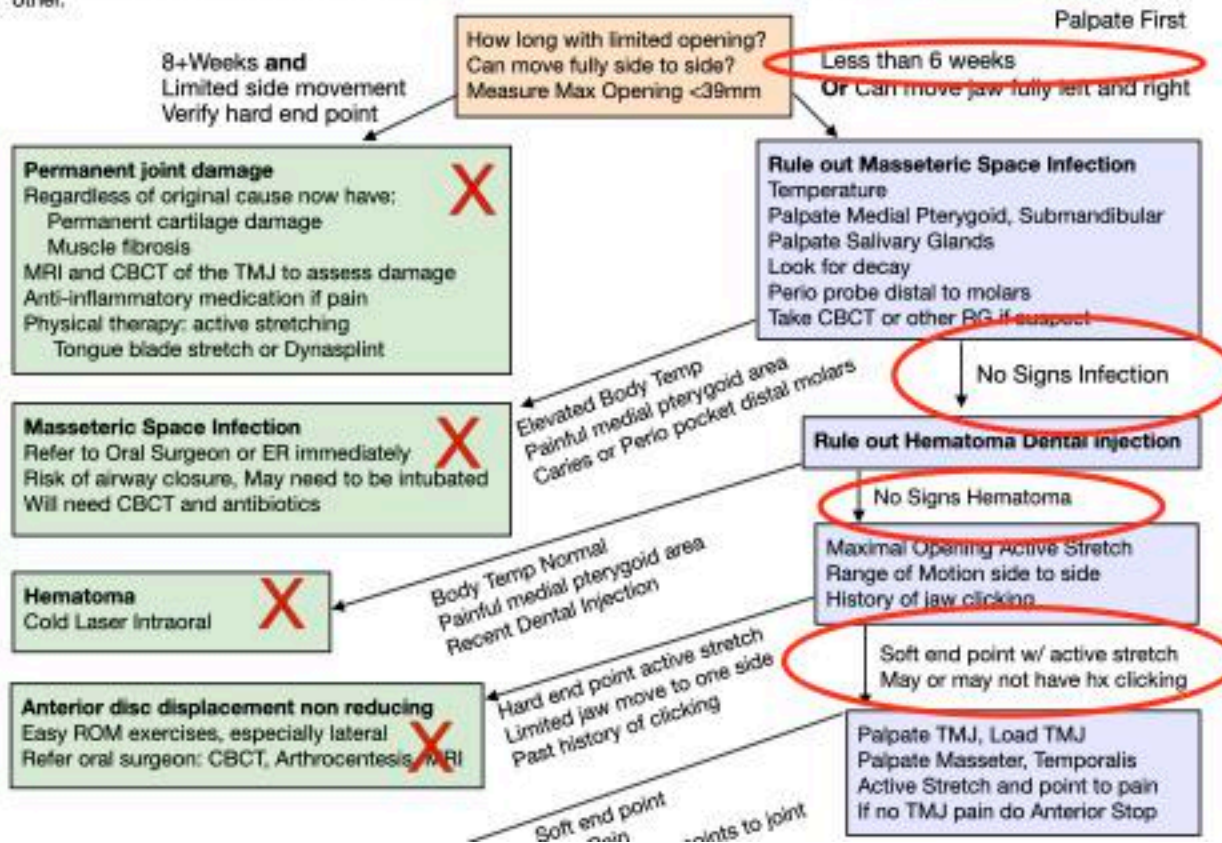 other.
Palpate First
How long with limited opening?
Can move fully side to side?
Measure Max Opening <39mm
8+Weeks and
Limited side movement
Verify hard end point
Less than 6 weeks
Or Can move jaw fully left and right
Permanent joint damage
Regardless of original cause now have:
Permanent cartilage damage
Muscle fibrosis
MRI and CBCT of the TMJ to assess damage
Anti-inflammatory medication if pain
Physical therapy: active stretching
Tongue blade stretch or Dynasplint
X
Rule out Masseteric Space Infection
Temperature
Palpate Medial Pterygoid, Submandibular
Palpate Salivary Glands
Look for decay
Perio probe distal to molars
Take CBCT or other RG if suspect
Elevated Body Temp
Painful medial pterygoid area
Caries or Perio pocket distal molars
No Signs Infection
Masseteric Space Infection
Refer to Oral Surgeon or ER immediately
Risk of airway closure, May need to be intubated
Will need CBCT and antibiotics
X
Rule out Hematoma Dental injection
No Signs Hematoma
Body Temp Normal
Painful medial pterygoid area
Recent Dental Injection
Hematoma
Cold Laser Intraoral
X
Maximal Opening Active Stretch
Range of Motion side to side
History of jaw clicking
Hard end point active stretch
Limited jaw move to one side
Past history of clicking
Soft end point w/ active stretch
May or may not have hx clicking
Anterior disc displacement non reducing
Easy ROM exercises, especially lateral
Refer oral surgeon: CBCT, Arthrocentesis, MRI
X
Palpate TMJ, Load TMJ
Palpate Masseter, Temporalis
Active Stretch and point to pain
If no TMJ pain do Anterior Stop
Soft end point
points to joint